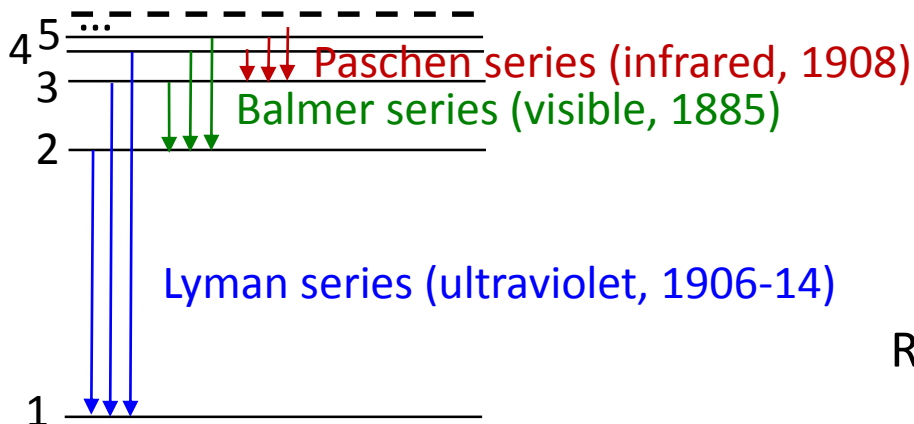 ...
5
4
Paschen series (infrared, 1908)
3
Balmer series (visible, 1885)
2
Lyman series (ultraviolet, 1906-14)
R
1